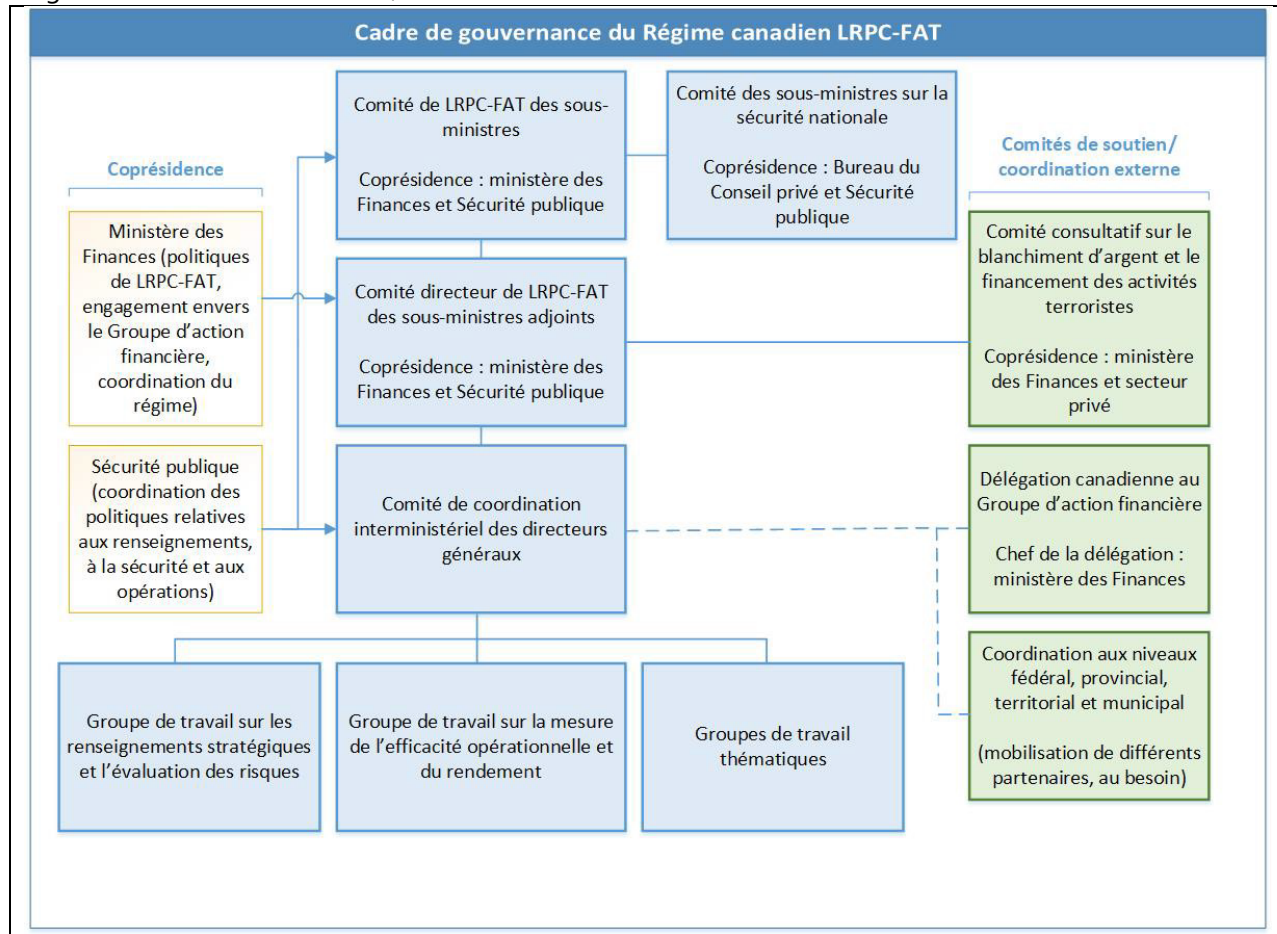 Cadre de gouvernance du Régime canadien LRPC-FAT
Coprésidence
Ministère des
Finances (politiques
de LRPC-FAT,
engagement envers
le Groupe d’action
financière,
coordination du
régime)
Sécurité publique
(coordination des
politiques relatives
aux renseignements,
à la sécurité et aux
opérations)
Comité de LRPC-FAT des sous-
ministres
Coprésidence : ministère des
Finances et Sécurité publique
Comité des sous-ministres sur la
sécurité nationale
Coprésidence : Bureau du
Conseil privé et Sécurité
publique
Comité directeur de LRPC-FAT
des sous-ministres adjoints
Coprésidence : ministère des
Finances et Sécurité publique
Comité de coordination
interministériel des directeurs
généraux
Groupe de travail sur les
renseignements stratégiques
et l’évaluation des risques
Groupe de travail sur la mesure
de l’efficacité opérationnelle et
du rendement
Groupes de travail
thématiques
Comités de soutien/
coordination externe
Comité consultatif sur le
blanchiment d’argent et le
financement des activités
terroristes
Coprésidence : ministère
des Finances et secteur
privé
Délégation canadienne au
Groupe d’action financière
Chef de la délégation :
ministère des Finances
Coordination aux niveaux
fédéral, provincial,
territorial et municipal
(mobilisation de différents
partenaires, au besoin)